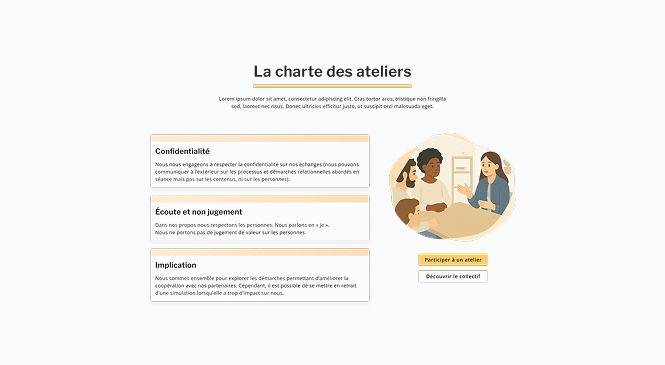 La charte des ateliers
Lorem ipsum dolor sit amet, consectetur adipiscing elit. Cras tortor arcu, tristique non fringilla
sed, laoreet nec risus. Donec ultricies efficitur justo, ut suscipit orci malesuada eget.
Confidentialité
Nous nous engageons à respecter la confidentialité sur nos échanges (nous pouvons
communiquer à l'extérieur sur les processus et démarches relationnelles abordés en
séance mais pas sur les contenus, ni sur les personnes).
Écoute et non jugement
Dans nos propos nous respectons les personnes. Nous parlons en « je ».
Nous ne portons pas de jugement de valeur sur les personnes.
Implication
Nous sommes ensemble pour explorer les démarches permettant d'améliorer la
coopération avec nos partenaires. Cependant, il est possible de se mettre en retrait
d'une simulation lorsqu'elle a trop d'impact sur nous.
Participer à un atelier
Découvrir le collectif